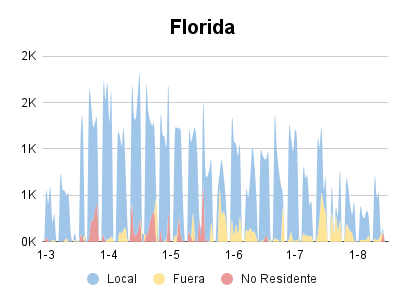 Florida
2K
2K
1K
1K
0K
1-3 1-4 1-5 1-6 1-7 1-8
Local Fuera No Residente